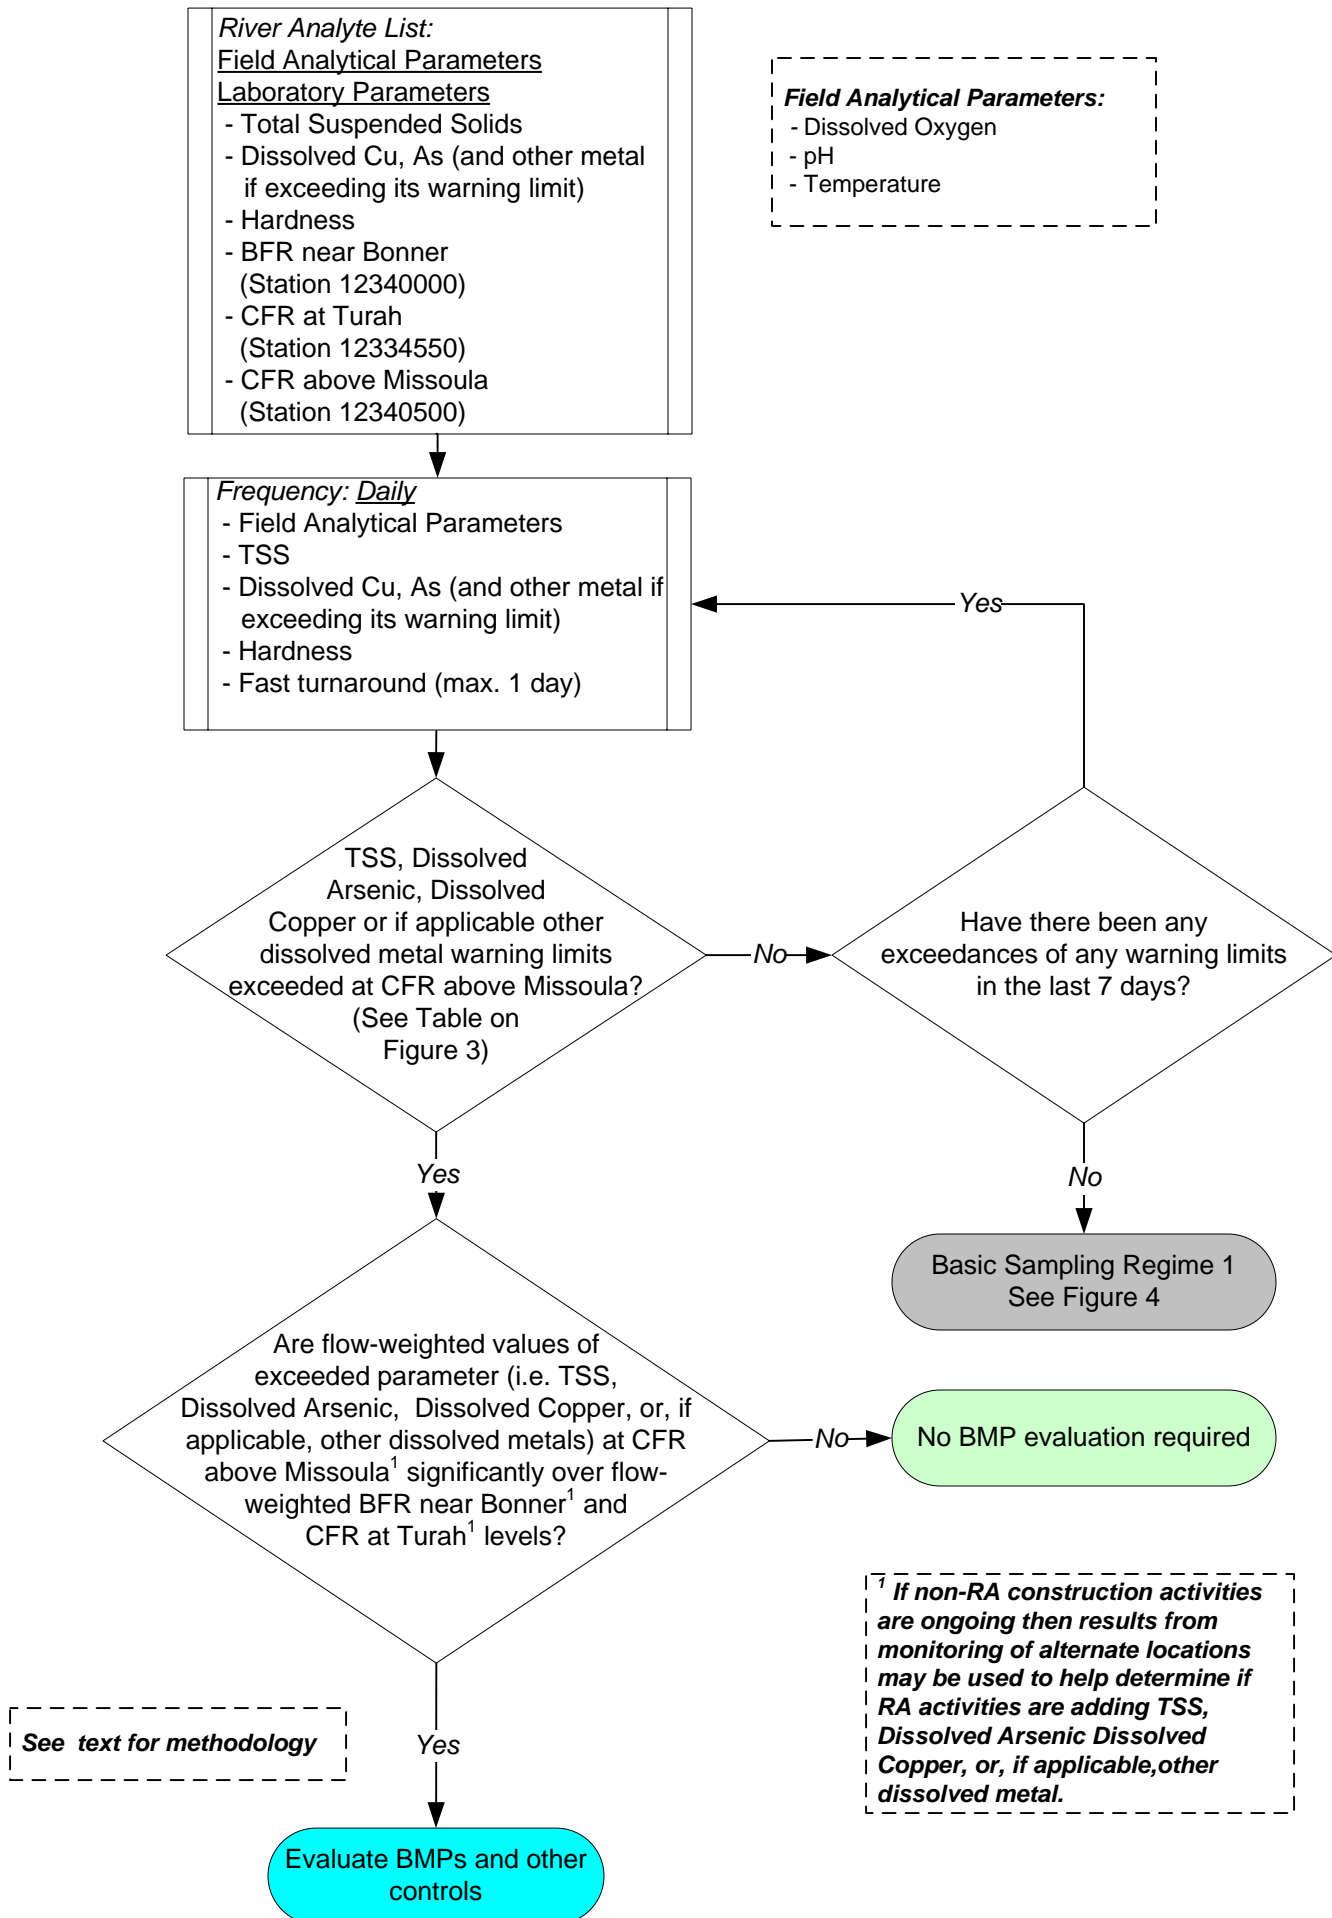 River Analyte List:
Field Analytical Parameters
Laboratory Parameters
- Total Suspended Solids
- Dissolved Cu, As (and other metal
if exceeding its warning limit)
- Hardness
- BFR near Bonner
(Station 12340000)
- CFR at Turah
(Station 12334550)
- CFR above Missoula
(Station 12340500)
Field Analytical Parameters:
- Dissolved Oxygen
- pH
- Temperature
Frequency: Daily
- Field Analytical Parameters
- TSS
- Dissolved Cu, As (and other metal if
exceeding its warning limit)
- Hardness
- Fast turnaround (max. 1 day)
Yes
TSS, Dissolved
Arsenic, Dissolved
Copper or if applicable other
dissolved metal warning limits
exceeded at CFR above Missoula?
(See Table on
Figure 3)
No
Have there been any
exceedances of any warning limits
in the last 7 days?
Yes
No
Basic Sampling Regime 1
See Figure 4
Are flow-weighted values of
exceeded parameter (i.e. TSS,
Dissolved Arsenic,  Dissolved Copper, or, if
applicable, other dissolved metals) at CFR
above Missoula¹ significantly over flow-
weighted BFR near Bonner¹ and
CFR at Turah¹ levels?
No
No BMP evaluation required
¹ If non-RA construction activities
are ongoing then results from
monitoring of alternate locations
may be used to help determine if
RA activities are adding TSS,
Dissolved Arsenic Dissolved
Copper, or, if applicable,other
dissolved metal.
See  text for methodology
Yes
Evaluate BMPs and other
controls